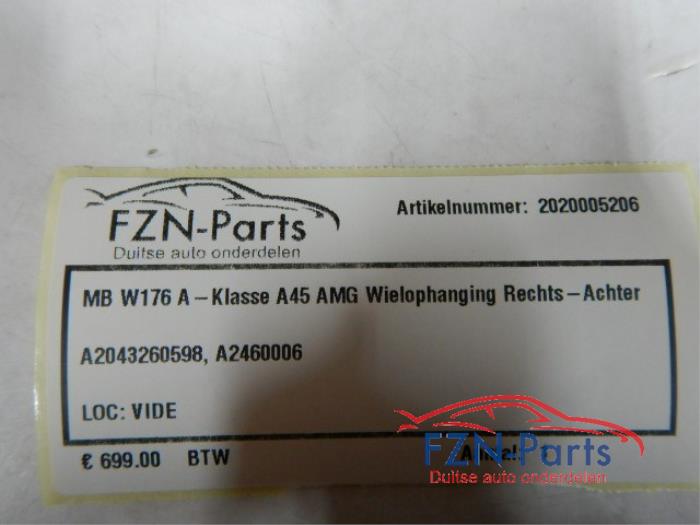 FZN-Parts
Duitse auto onderdelen
Artikelnummer: 2020005206
MB W176 A-Klasse A45 AMG Wielophanging Rechts-Achter
A2043260598, A2460006
LOC: VIDE
€ 699.00 BTW
FZN-Parts
Duitse auto onderdelen